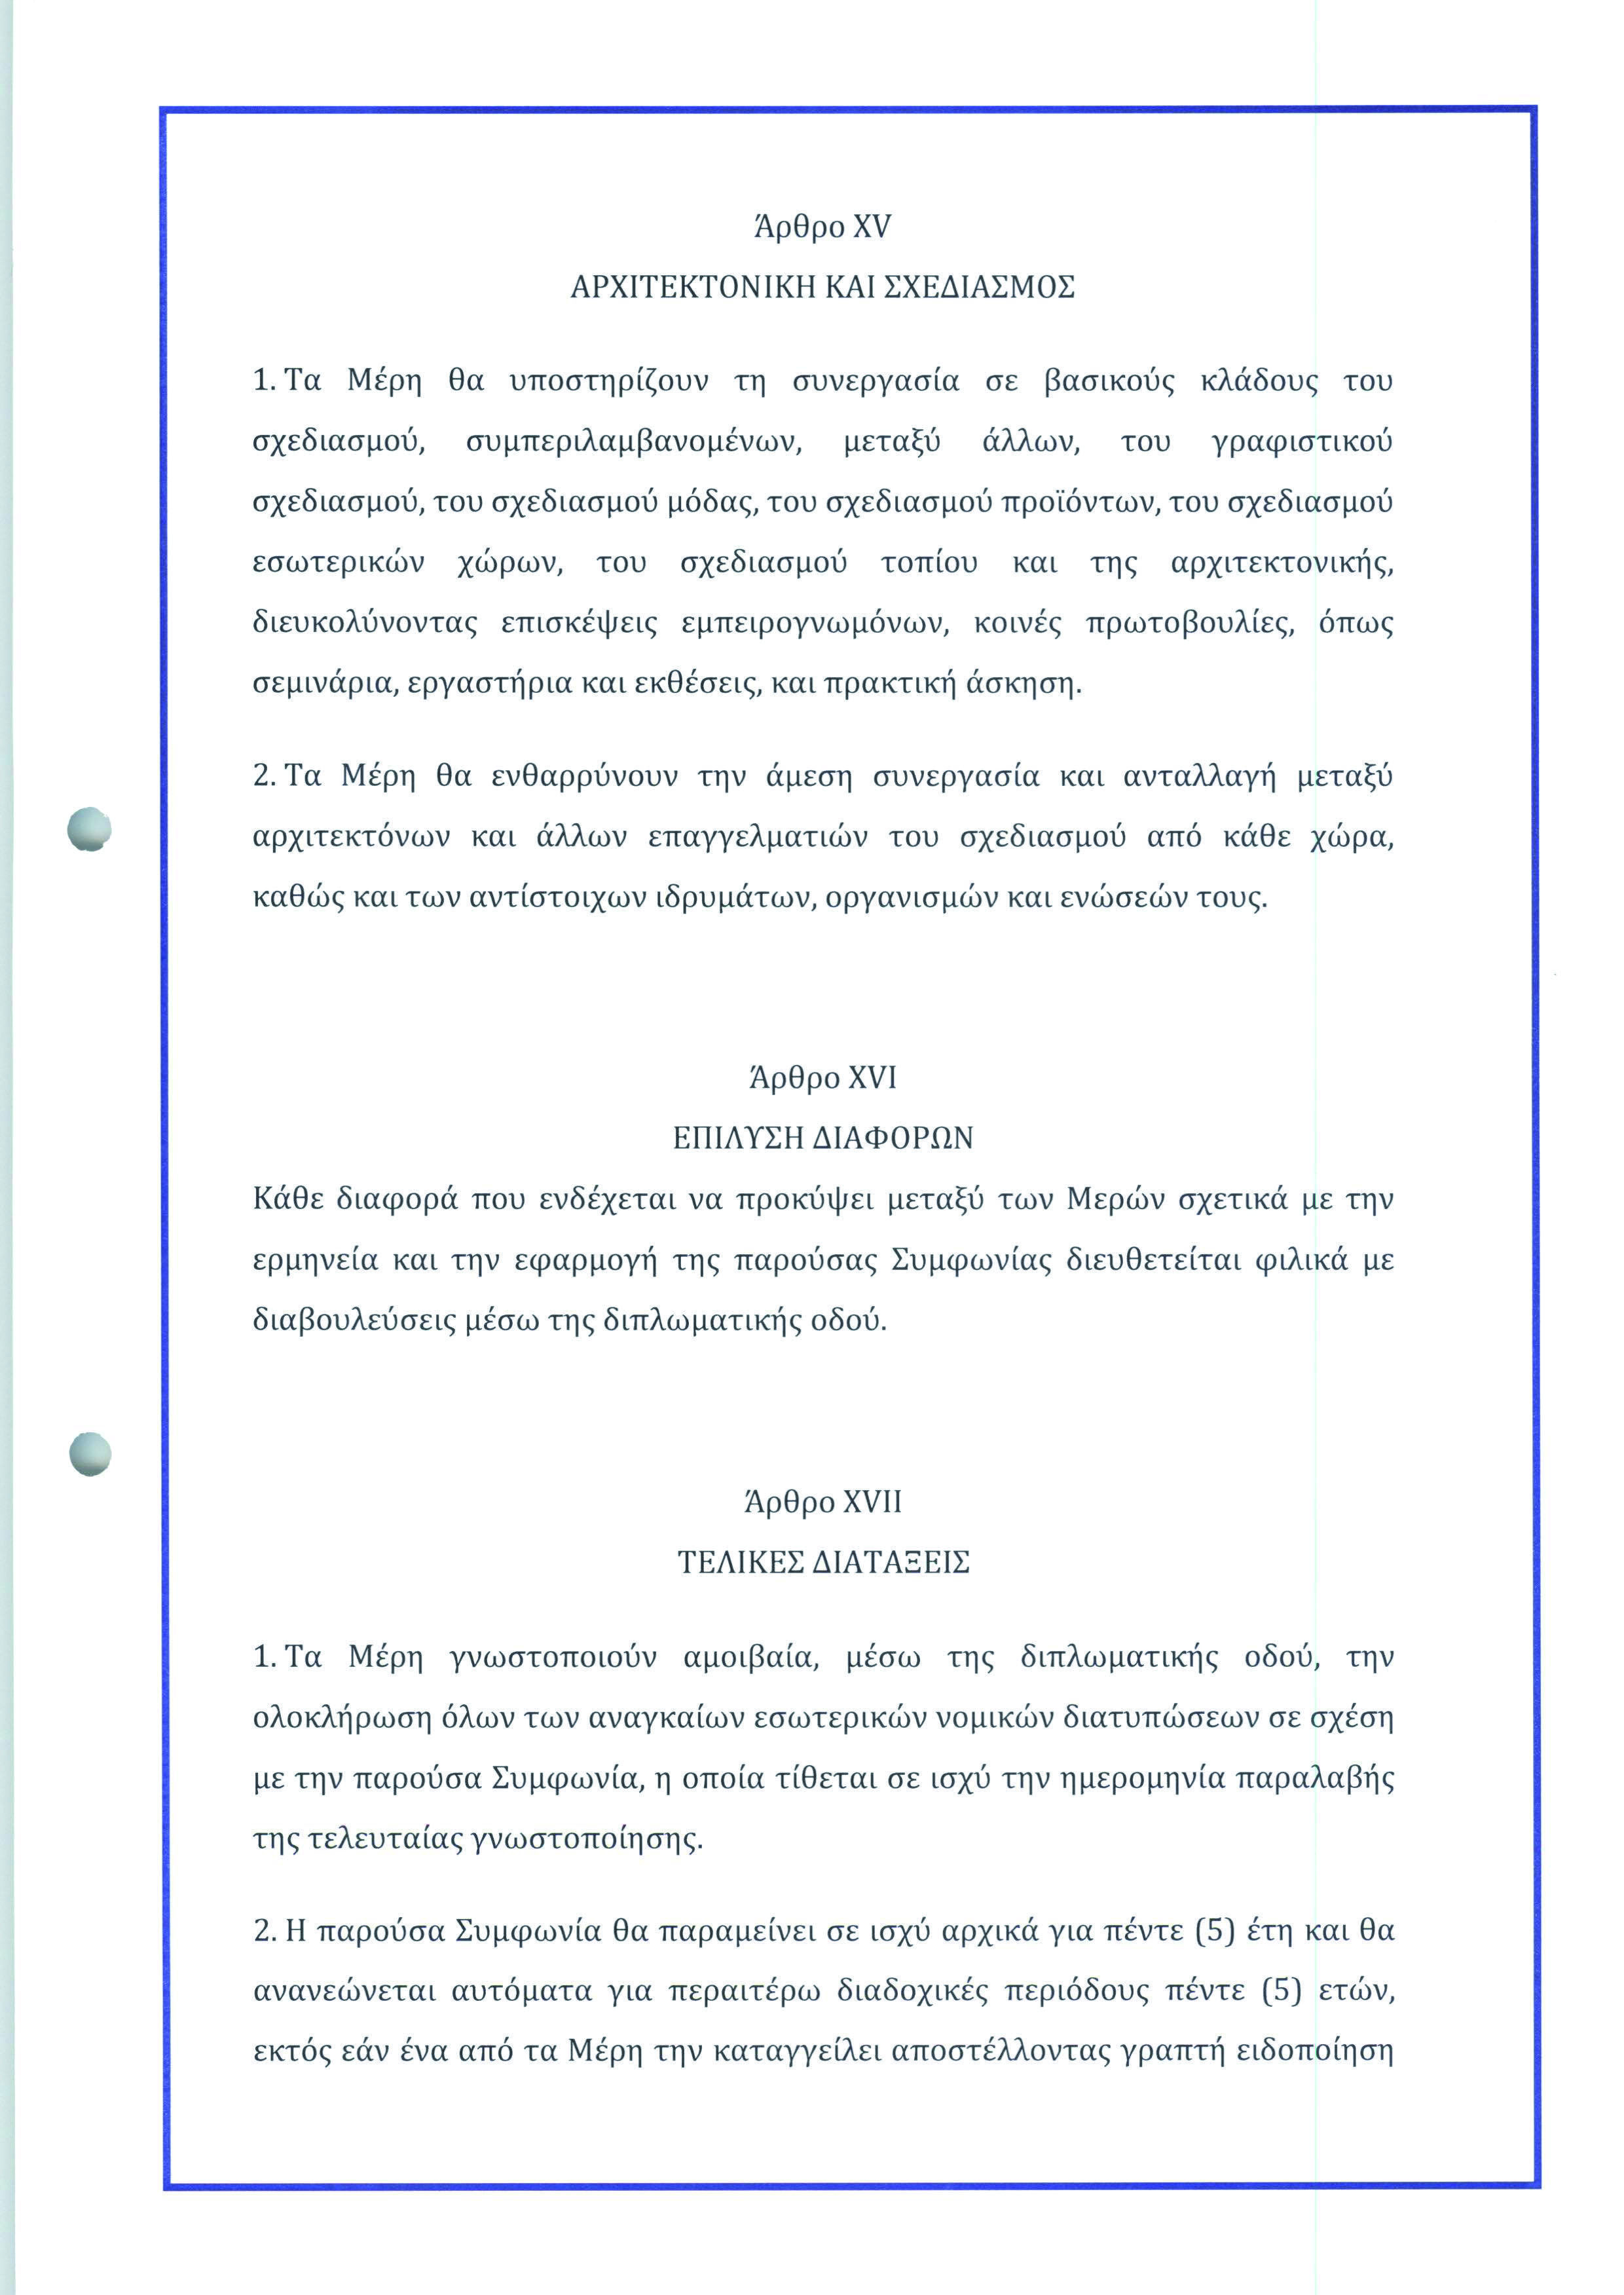 Άρθρο XV
ΑΡΧΙΤΕΚΤΟΝΙΚΗ ΚΑΙ ΣΧΕΔΙΑΣΜΟΣ
1. Τα Μέρη θα υποστηρίζουν τη συνεργασία σε βασικούς κλάδους του
σχεδιασμού, συμπεριλαμβανομένων, μεταξύ άλλων, του γραφιστικού
σχεδιασμού, του σχεδιασμού μόδας, του σχεδιασμού προϊόντων, του σχεδιασμού
εσωτερικών χώρων, του σχεδιασμού τοπίου και της αρχιτεκτονικής,
διευκολύνοντας επισκέψεις εμπειρογνωμόνων, κοινές πρωτοβουλίες, όπως
σεμινάρια, εργαστήρια και εκθέσεις, και πρακτική άσκηση.
2. Τα Μέρη θα ενθαρρύνουν την άμεση συνεργασία και ανταλλαγή μεταξύ
αρχιτεκτόνων και άλλων επαγγελματιών του σχεδιασμού από κάθε χώρα,
καθώς και των αντίστοιχων ιδρυμάτων, οργανισμών και ενώσεών τους.
Άρθρο XVI
ΕΠΙΛΥΣΗ ΔΙΑΦΟΡΩΝ
Κάθε διαφορά που ενδέχεται να προκύψει μεταξύ των Μερών σχετικά με την
ερμηνεία και την εφαρμογή της παρούσας Συμφωνίας διευθετείται φιλικά με
διαβουλεύσεις μέσω της διπλωματικής οδού.
Άρθρο XVII
ΤΕΛΙΚΕΣ ΔΙΑΤΑΞΕΙΣ
1. Τα Μέρη γνωστοποιούν αμοιβαία, μέσω της διπλωματικής οδού, την
ολοκλήρωση όλων των αναγκαίων εσωτερικών νομικών διατυπώσεων σε σχέση
με την παρούσα Συμφωνία, η οποία τίθεται σε ισχύ την ημερομηνία παραλαβής
της τελευταίας γνωστοποίησης.
2. Η παρούσα Συμφωνία θα παραμείνει σε ισχύ αρχικά για πέντε (5) έτη και θα
ανανεώνεται αυτόματα για περαιτέρω διαδοχικές περιόδους πέντε (5) ετών,
εκτός εάν ένα από τα Μέρη την καταγγείλει αποστέλλοντας γραπτή ειδοποίηση